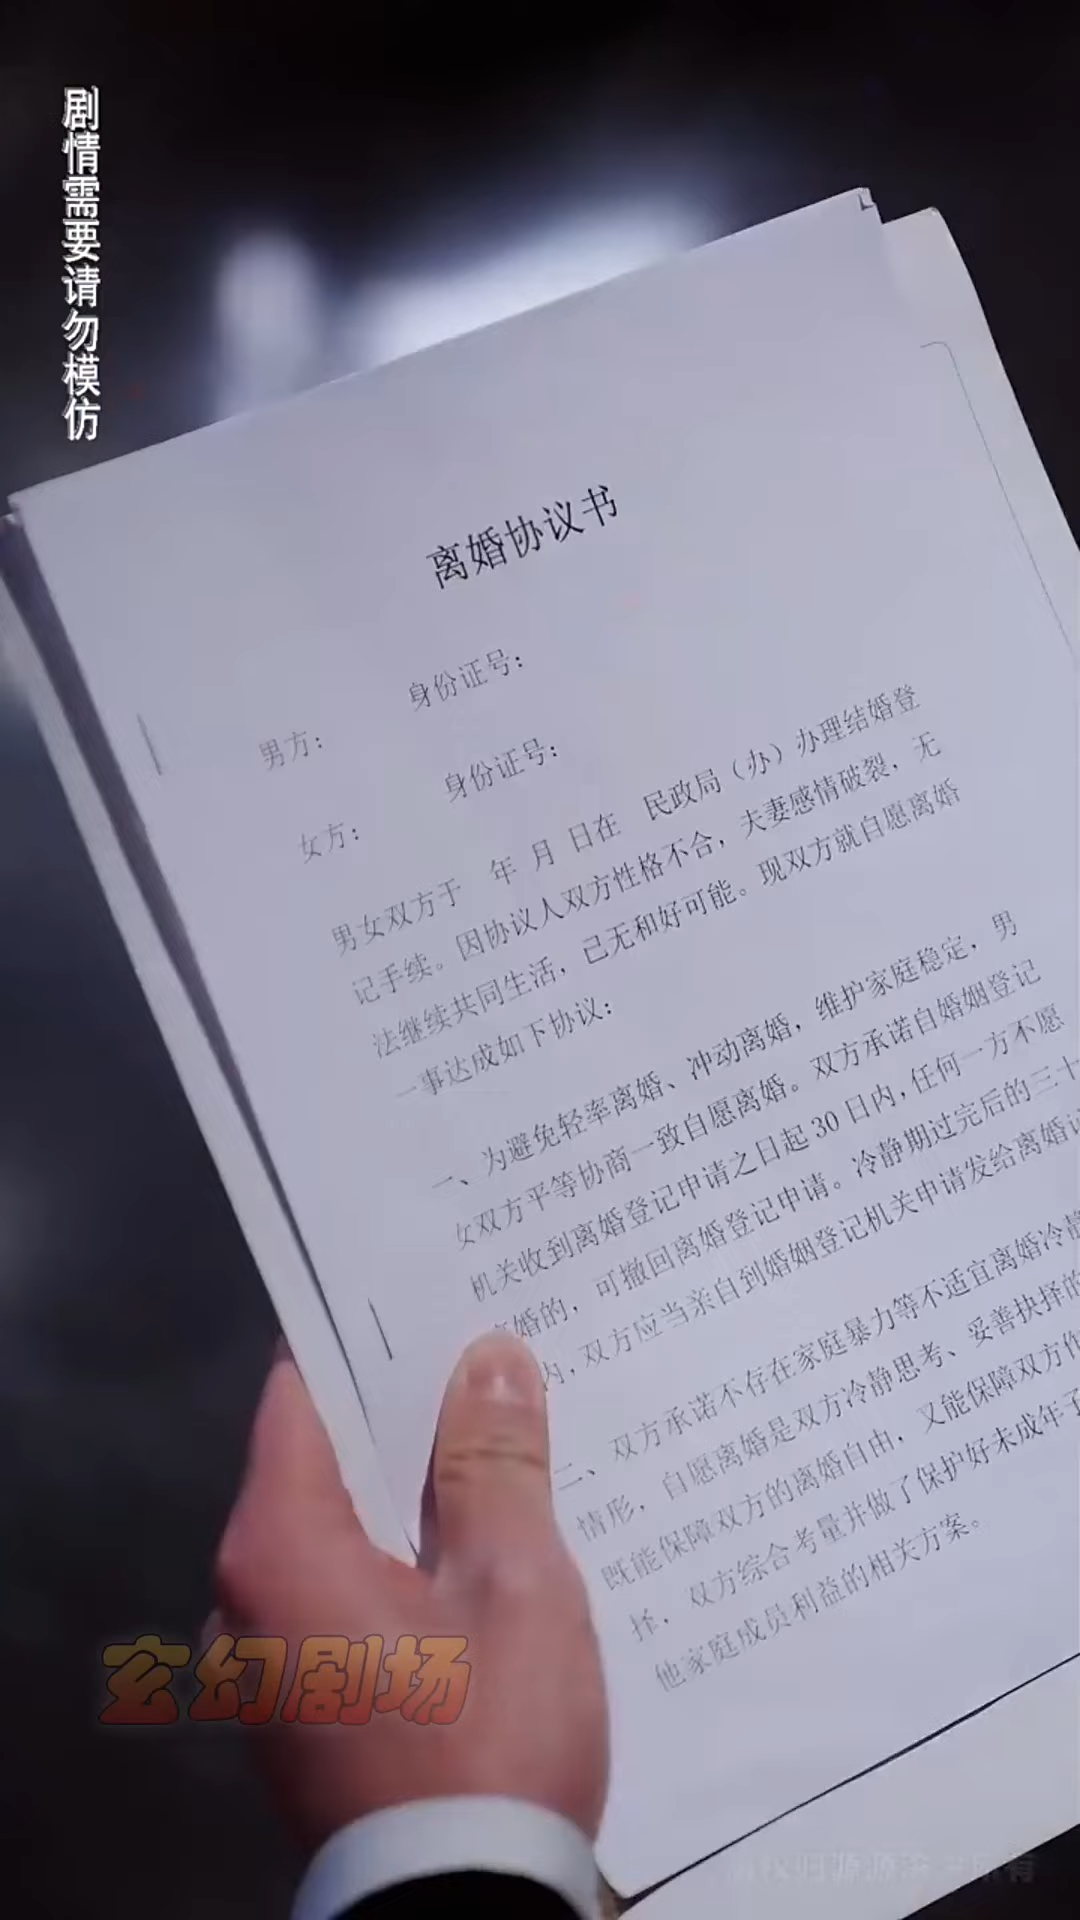 剧情需要请勿模仿
离婚协议书
身份证号：
男方：
身份证号：
女方：
男女双方于 年 月 日在 民政局（办）办理结婚登
记手续。因协议人双方性格不合，夫妻感情破裂，无
法继续共同生活，已无和好可能。现双方就自愿离婚
一事达成如下协议：
一、为避免轻率离婚、冲动离婚，维护家庭稳定，男
女双方平等协商一致自愿离婚。双方承诺自婚姻登记
机关收到离婚登记申请之日起30日内，任何一方不愿
离婚的，可撤回离婚登记申请。冷静期过完后的三十
内，双方应当亲自到婚姻登记机关申请发给离婚证
二、双方承诺不存在家庭暴力等不适宜离婚冷静
情形，自愿离婚是双方冷静思考、妥善抉择的
既能保障双方的离婚自由，又能保障双方作
择，双方综合考量并做了保护好未成年子
他家庭成员利益的相关方案。
玄幻剧场